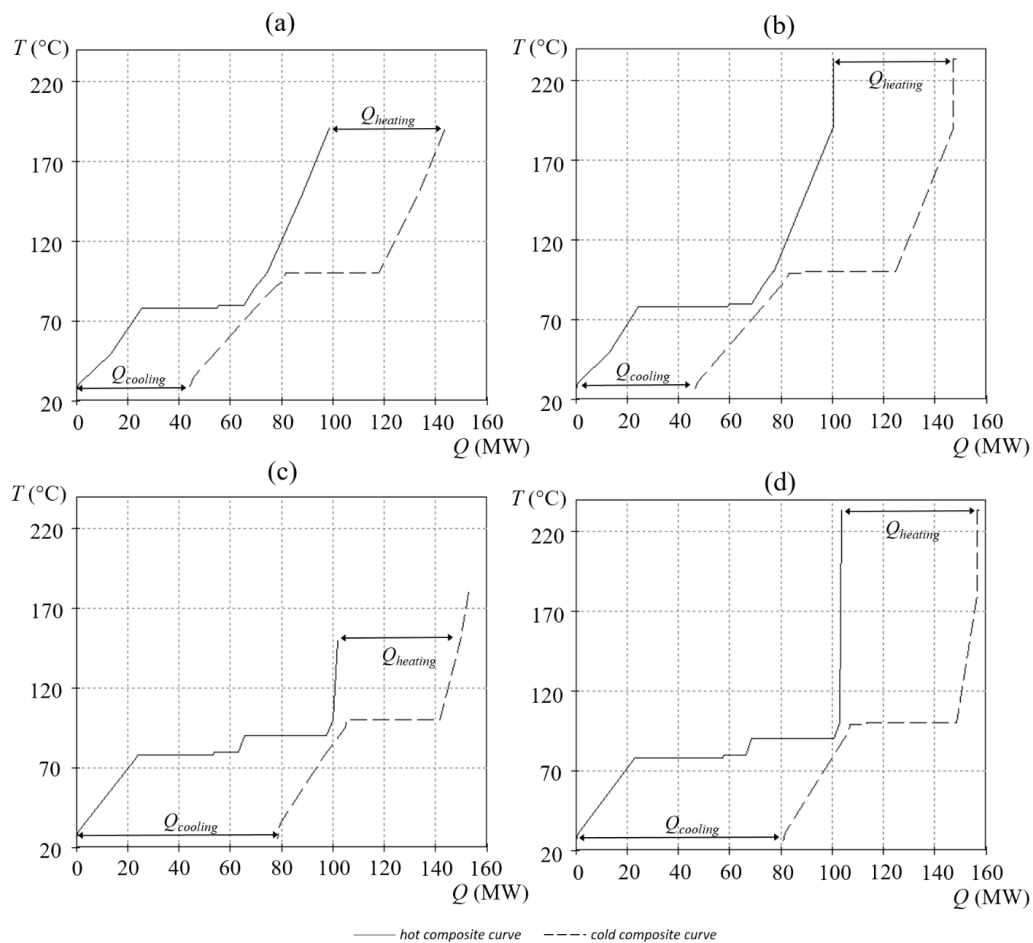 (a)
T (°C)
220
170
120
70
20
Qheating
Qcooling
0 20 40 60 80 100 120 140 160
Q (MW)
(b)
T (°C)
220
170
120
70
20
Qheating
Qcooling
0 20 40 60 80 100 120 140 160
Q (MW)
(c)
T (°C)
220
170
120
70
20
Qheating
Qcooling
0 20 40 60 80 100 120 140 160
Q (MW)
(d)
T (°C)
220
170
120
70
20
Qheating
Qcooling
0 20 40 60 80 100 120 140 160
Q (MW)
hot composite curve cold composite curve